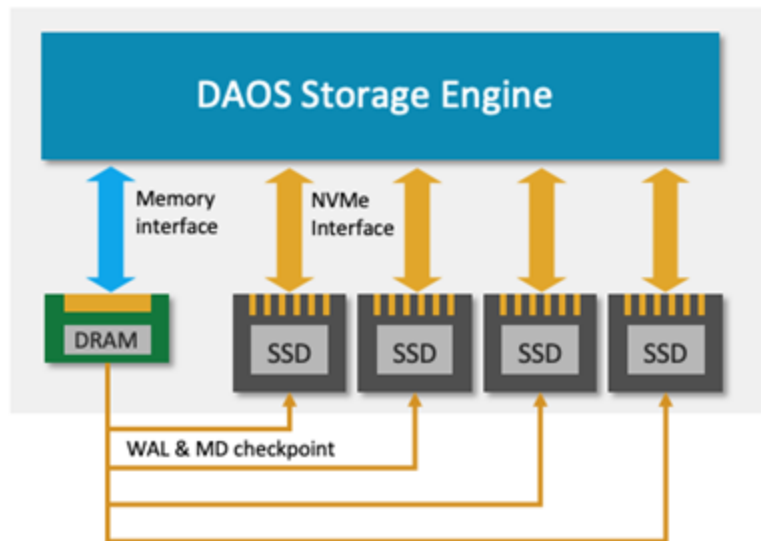 DAOS Storage Engine
Memory
interface
NVMe
Interface
DRAM
SSD
SSD
SSD
SSD
WAL & MD checkpoint